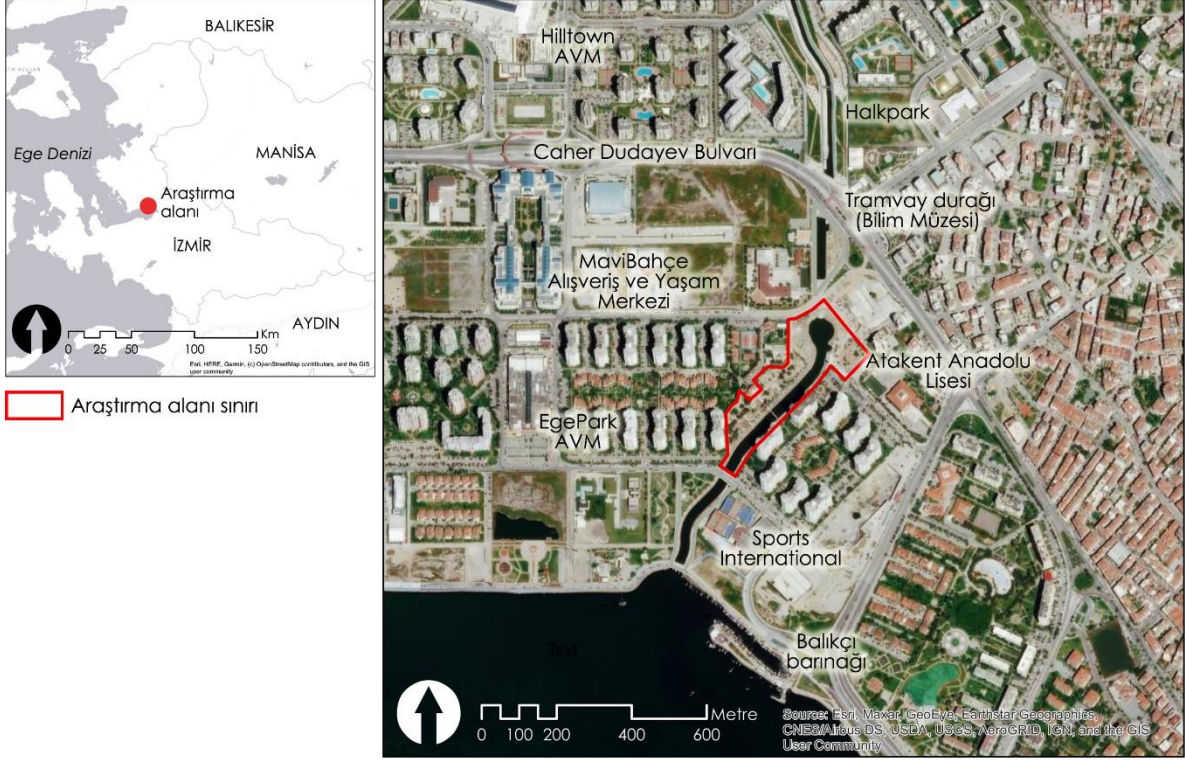 BALIKESİR
Ege Denizi
MANİSA
Araştırma
alanı
İZMİR
AYDIN
Km
0 25 50 100 150
Esri, HERE, Garmin, (c) OpenStreetMap contributors, and the GIS
user community
Araştırma alanı sınırı
Hilltown
AVM
Halkpark
Caher Dudayev Bulvarı
Tramvay durağı
(Bilim Müzesi)
MaviBahçe
Alışveriş ve Yaşam
Merkezi
Atakent Anadolu
Lisesi
EgePark
AVM
Sports
International
Balıkçı
barınağı
Text
Metre
0 100 200 400 600
Source: Esri, Maxar, GeoEye, Earthstar Geographics,
CNES/Airbus DS, USDA, USGS, AeroGRID, IGN, and the GIS
User Community